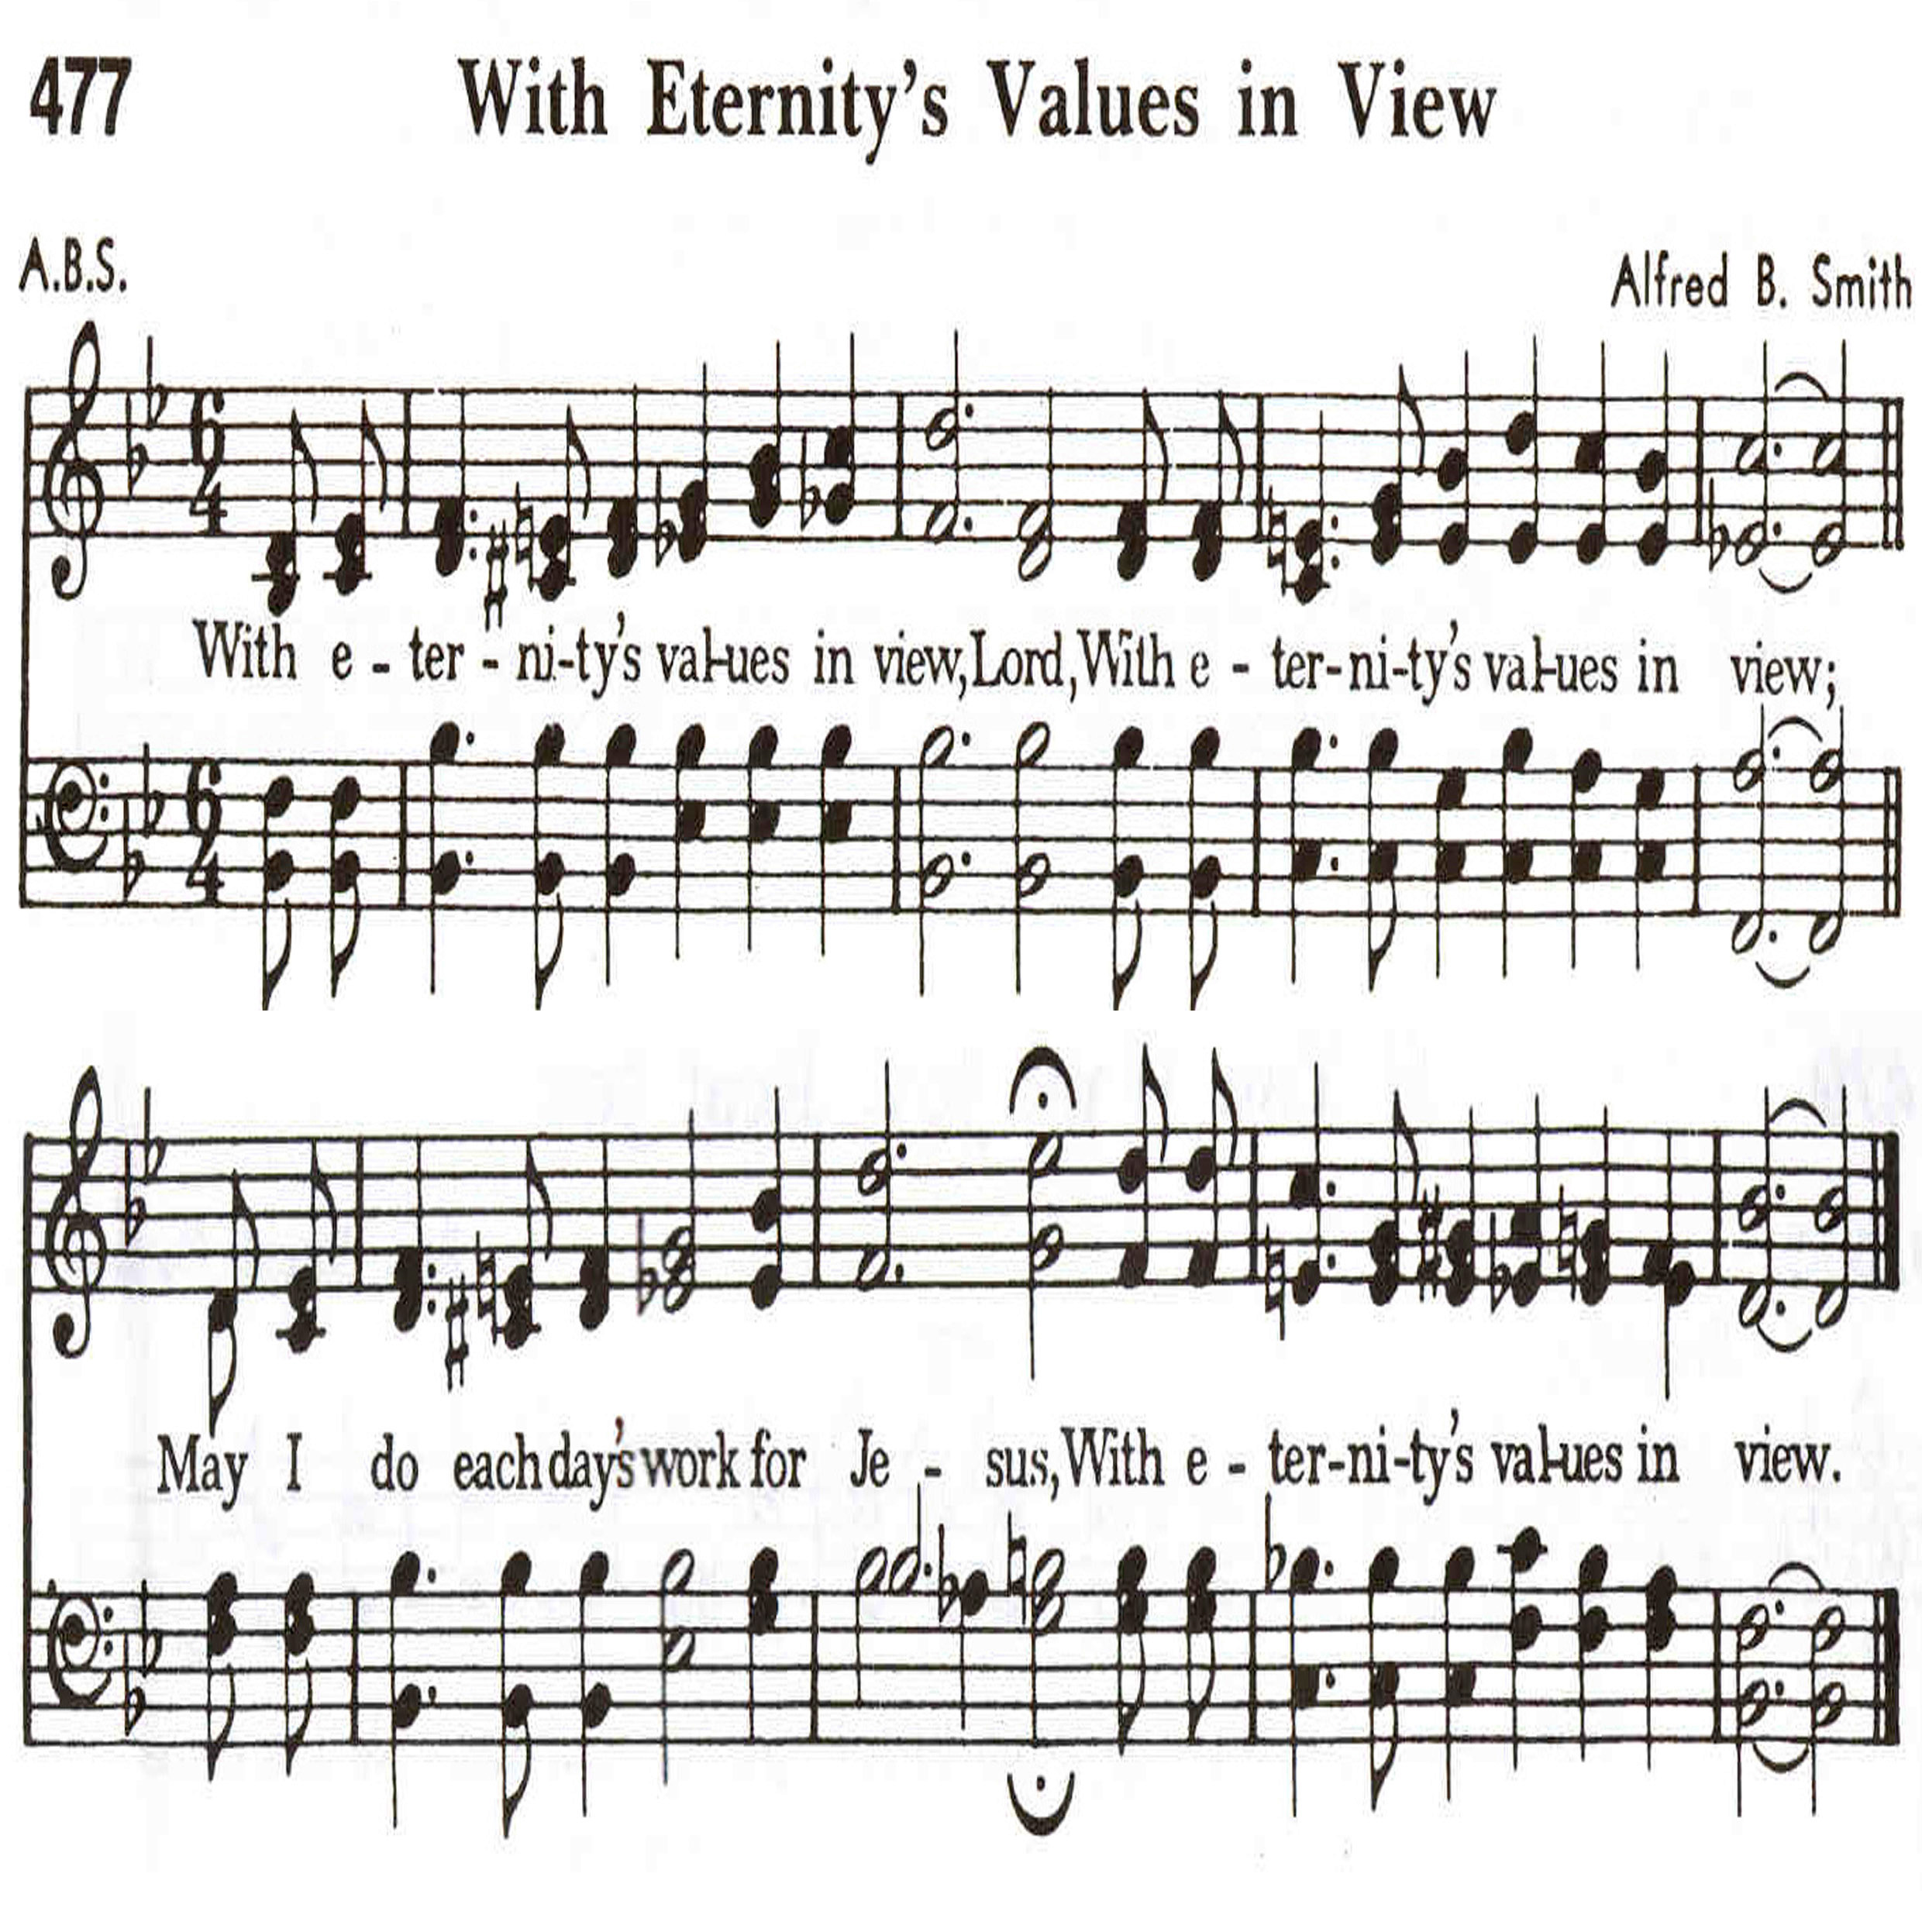 477 With Eternity's Values in View
A.B.S. Alfred B. Smith
6 4
With e - ter - ni-ty's val-ues in view, Lord, With e - ter-ni-ty's val-ues in view;
6 4
May I do each day's work for Je - sus, With e - ter-ni-ty's val-ues in view.